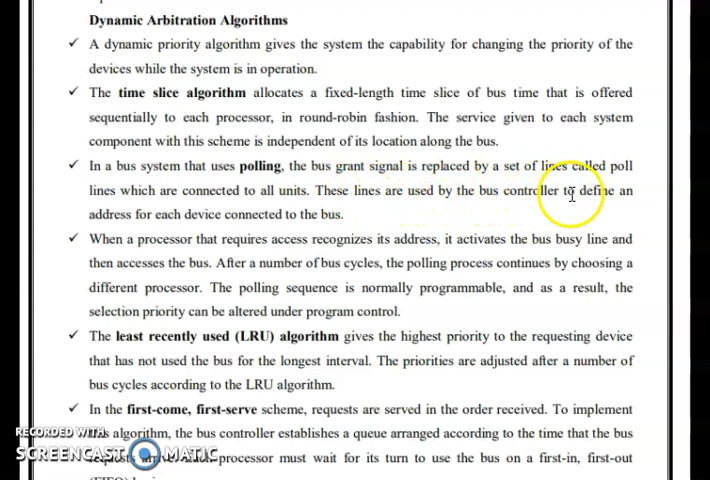 Dynamic Arbitration Algorithms
✓ A dynamic priority algorithm gives the system the capability for changing the priority of the
devices while the system is in operation.
✓ The time slice algorithm allocates a fixed-length time slice of bus time that is offered
sequentially to each processor, in round-robin fashion. The service given to each system
component with this scheme is independent of its location along the bus.
✓ In a bus system that uses polling, the bus grant signal is replaced by a set of lines called poll
lines which are connected to all units. These lines are used by the bus controller to define an
address for each device connected to the bus.
✓ When a processor that requires access recognizes its address, it activates the bus busy line and
then accesses the bus. After a number of bus cycles, the polling process continues by choosing a
different processor. The polling sequence is normally programmable, and as a result, the
selection priority can be altered under program control.
✓ The least recently used (LRU) algorithm gives the highest priority to the requesting device
that has not used the bus for the longest interval. The priorities are adjusted after a number of
bus cycles according to the LRU algorithm.
✓ In the first-come, first-serve scheme, requests are served in the order received. To implement
algorithm, the bus controller establishes a queue arranged according to the time that the bus
processor must wait for its turn to use the bus on a first-in, first-out
RECORDED WITH
SCREENCAST MATIC